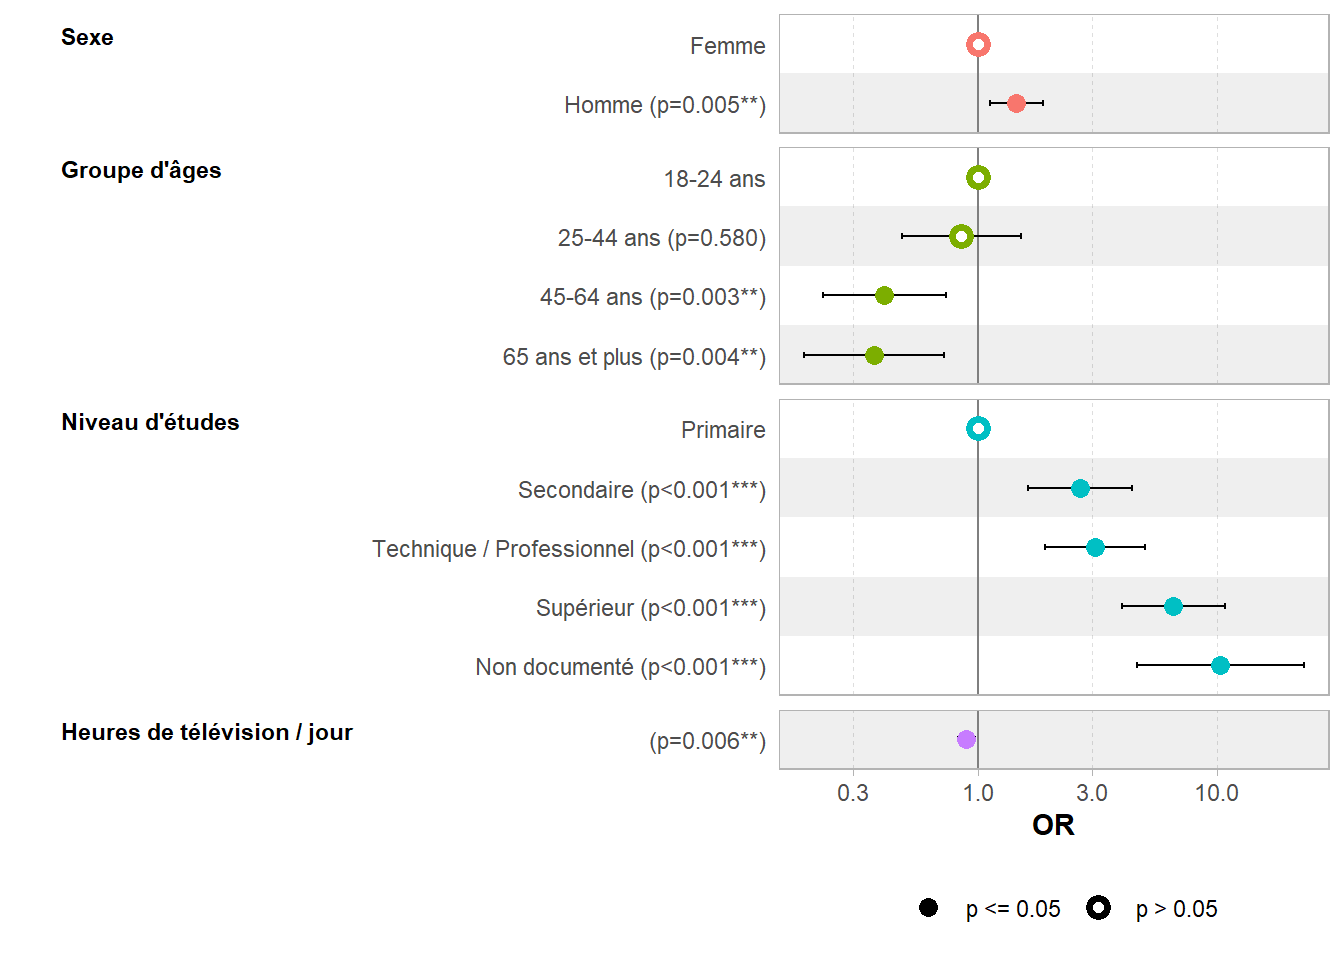 Sexe
Femme
Homme (p=0.005**)
Groupe d'âges
18-24 ans
25-44 ans (p=0.580)
45-64 ans (p=0.003**)
65 ans et plus (p=0.004**)
Niveau d'études
Primaire
Secondaire (p<0.001***)
Technique / Professionnel (p<0.001***)
Supérieur (p<0.001***)
Non documenté (p<0.001***)
Heures de télévision / jour
(p=0.006**)
0.3 1.0 3.0 10.0
OR
p <= 0.05 p > 0.05